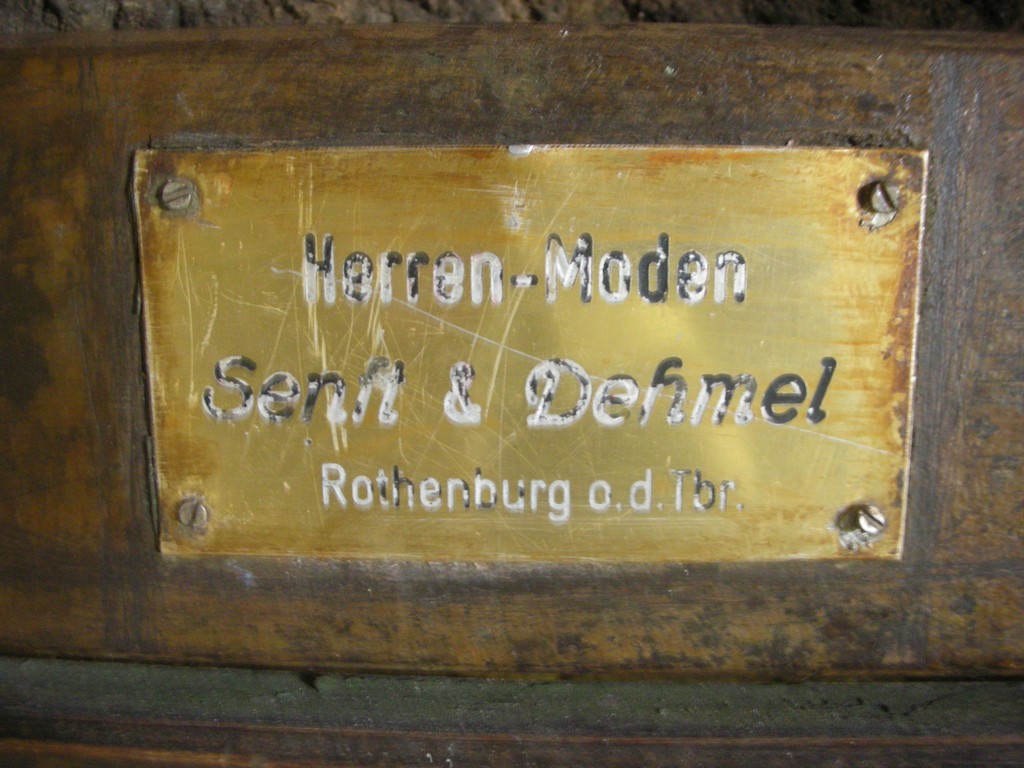 Herren-Moden
Senft & Dehmel
Rothenburg o.d.Tbr.